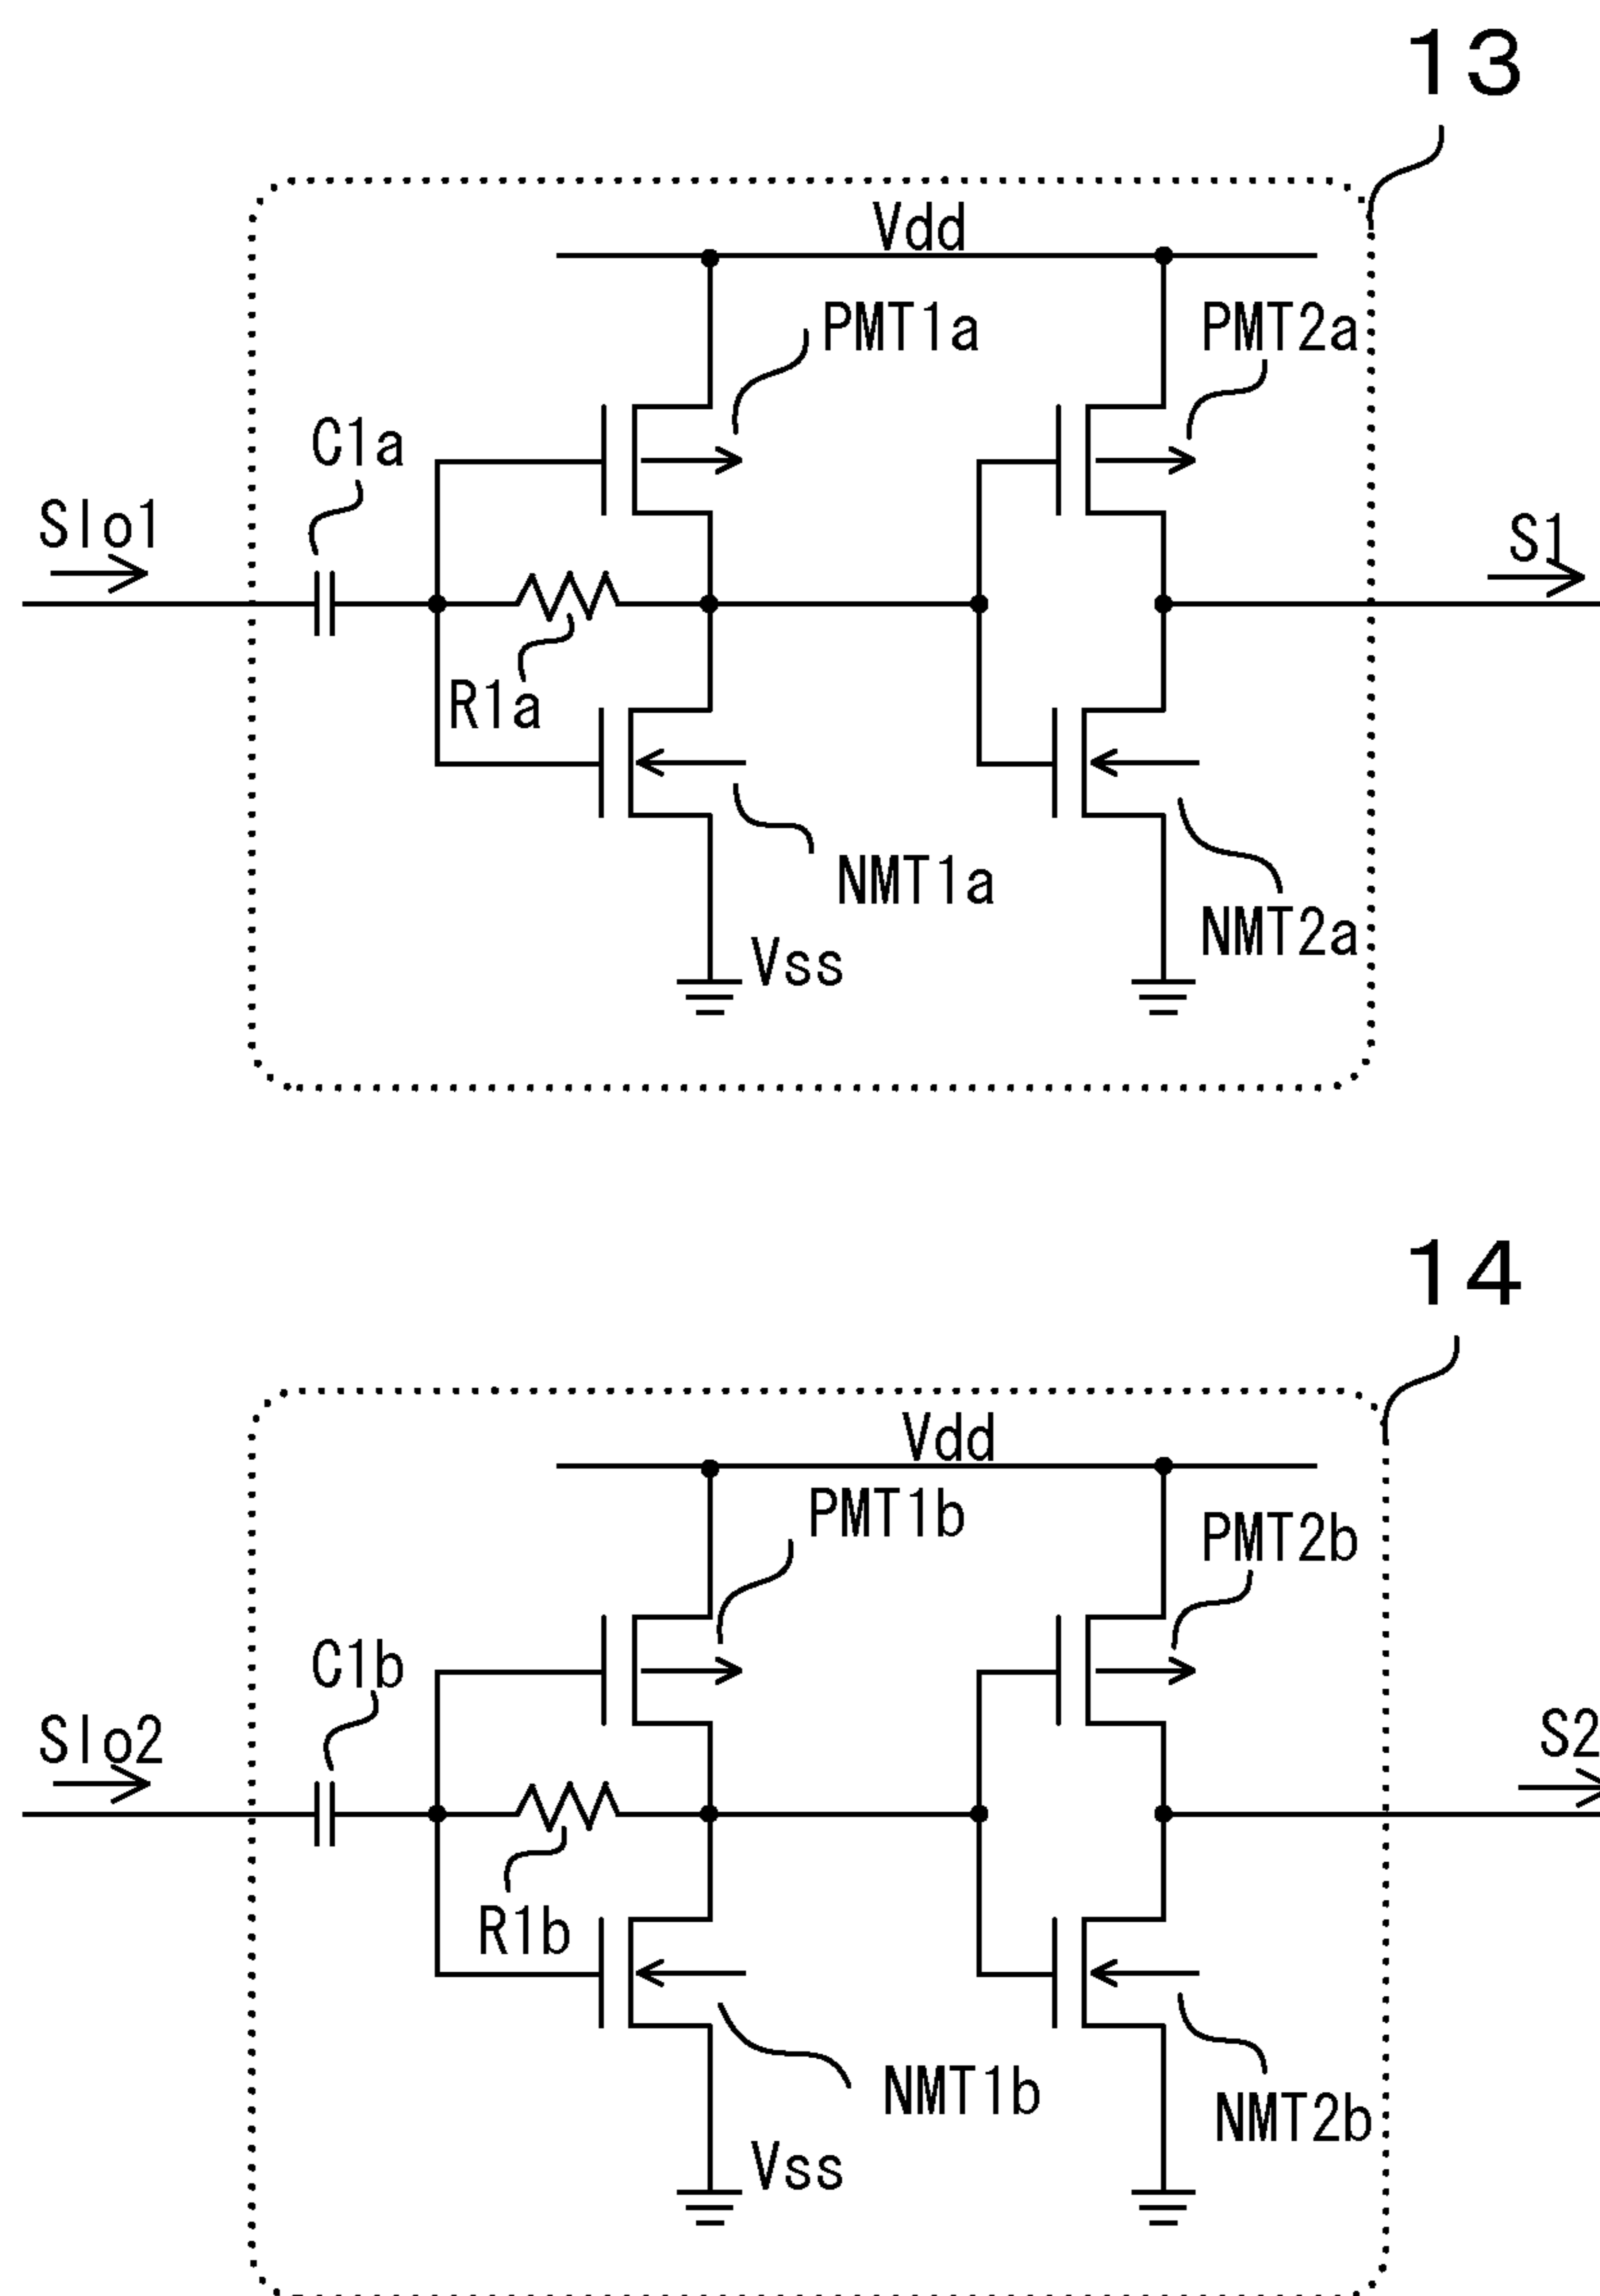 13
Vdd
PMT1a
PMT2a
C1a
SIo1
S1
R1a
NMT1a
NMT2a
Vss
14
Vdd
PMT1b
PMT2b
C1b
SIo2
S2
R1b
NMT1b
NMT2b
Vss